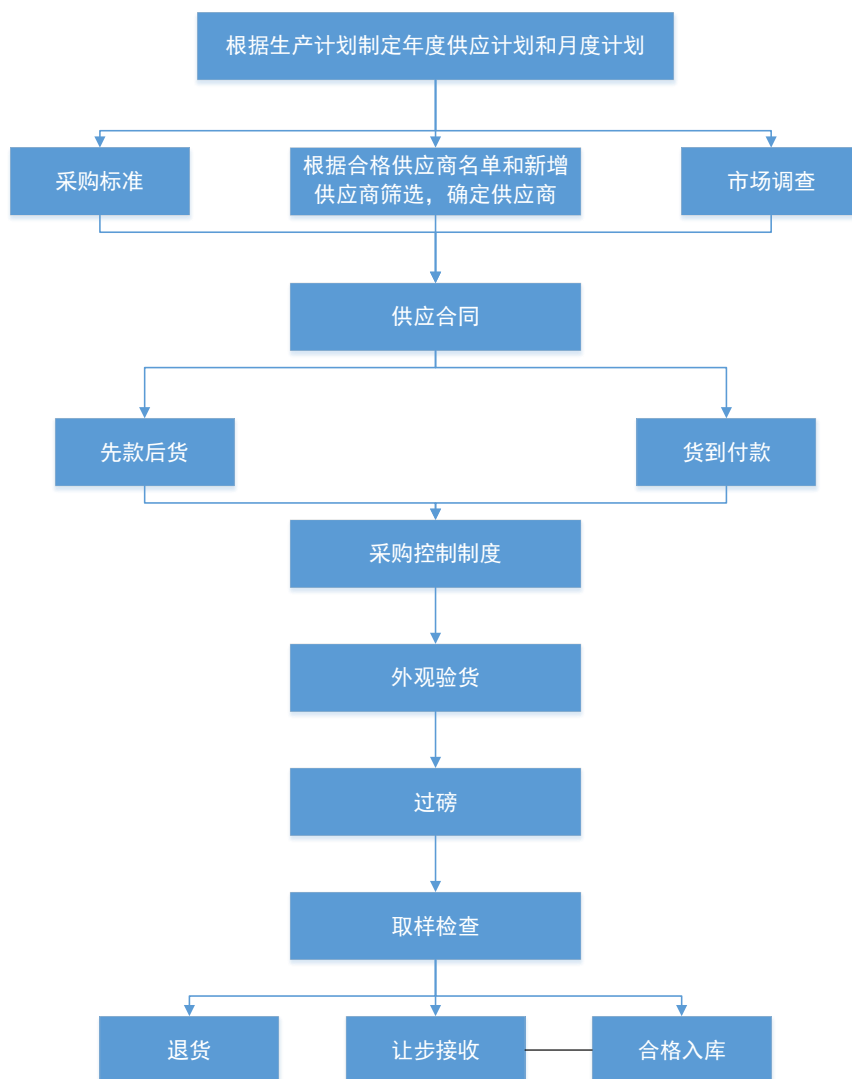 根据生产计划制定年度供应计划和月度计划
采购标准
根据合格供应商名单和新增
供应商筛选，确定供应商
市场调查
供应合同
先款后货
货到付款
采购控制制度
外观验货
过磅
取样检查
退货
让步接收
合格入库